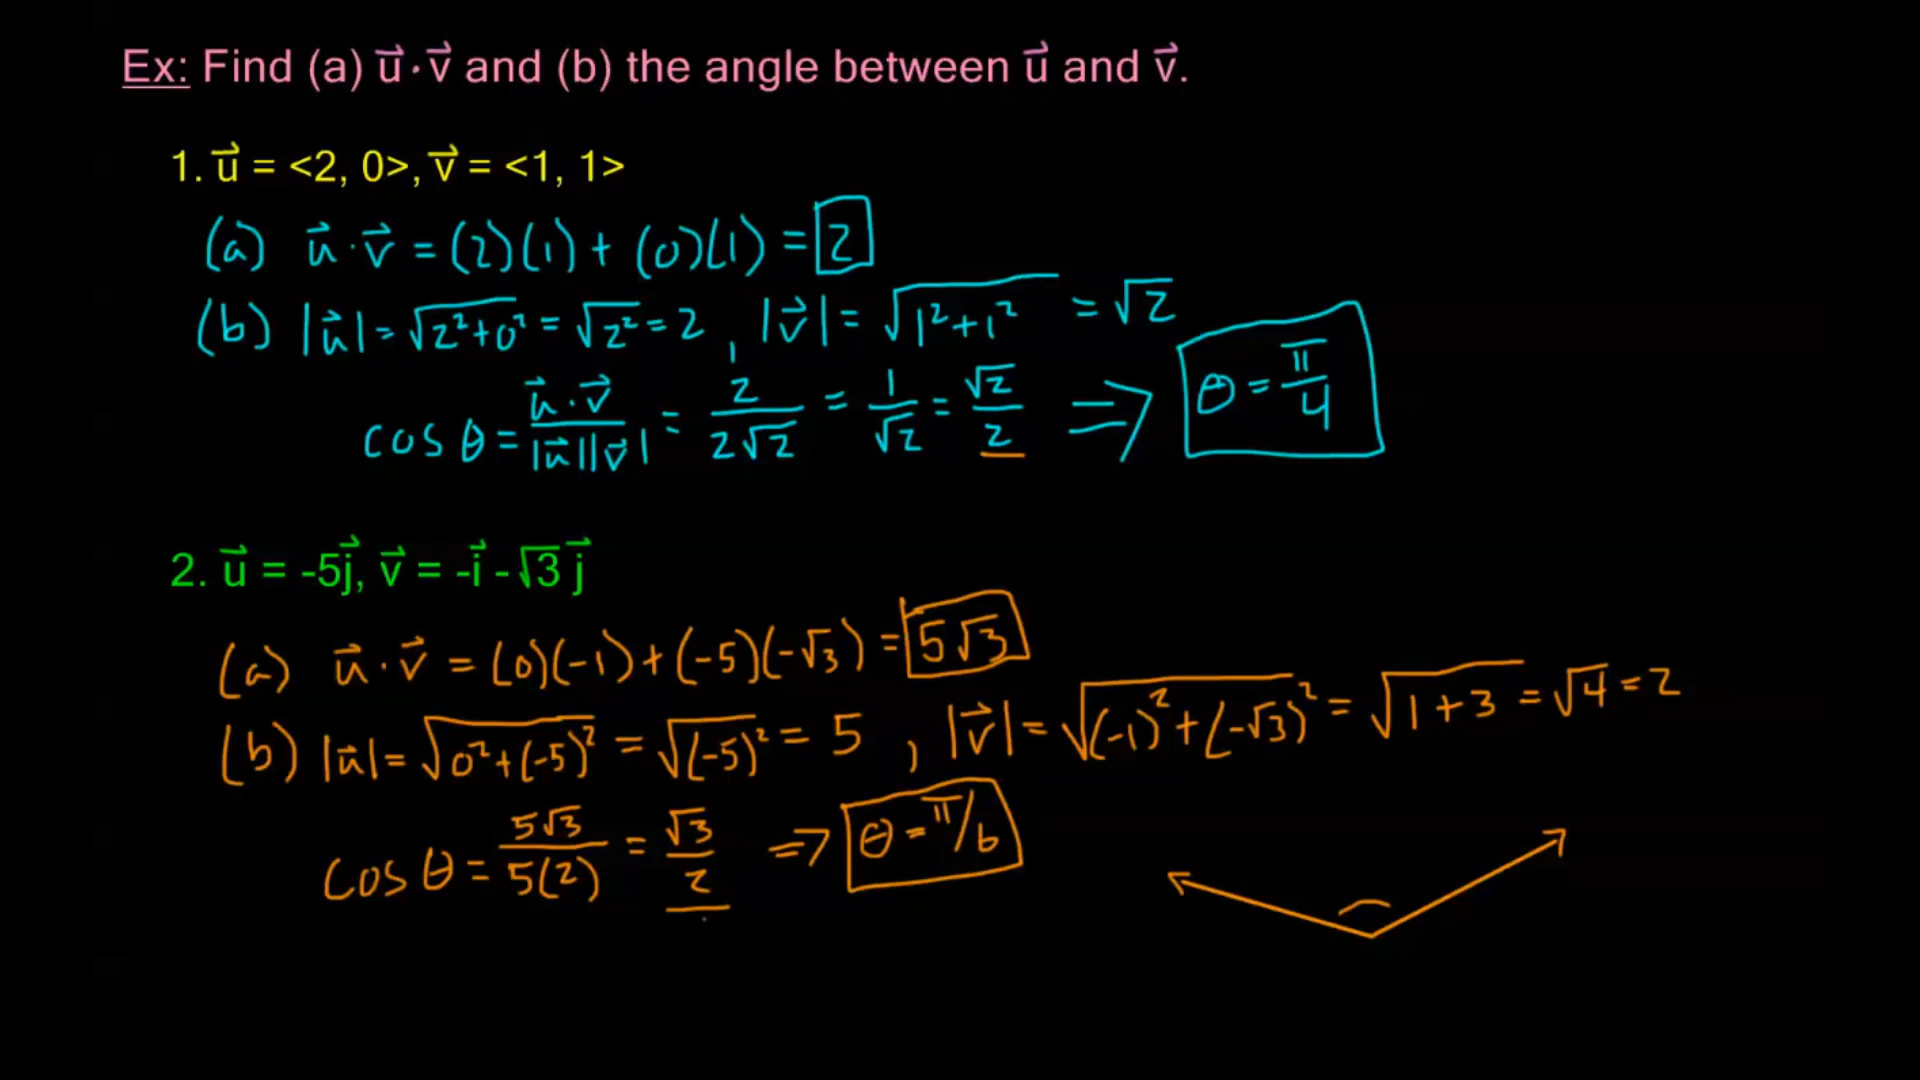 Ex: Find (a) u⃗·v⃗ and (b) the angle between u⃗ and v⃗.
1. u⃗ = <2, 0>, v⃗ = <1, 1>
(a) u⃗·v⃗ = (2)(1) + (0)(1) = 2
(b) |u⃗| = √(2²+0²) = √(2²) = 2, |v⃗| = √(1²+1²) = √2
cos θ = (u⃗·v⃗)/(|u⃗||v⃗|) = 2/(2√2) = 1/√2 = √2/2 ⇒ θ = π/4
2. u⃗ = -5j⃗, v⃗ = -i⃗ - √3 j⃗
(a) u⃗·v⃗ = (0)(-1) + (-5)(-√3) = 5√3
(b) |u⃗| = √(0²+(-5)²) = √((-5)²) = 5, |v⃗| = √((-1)²+(-√3)²) = √(1+3) = √4 = 2
cos θ = 5√3/(5(2)) = √3/2 ⇒ θ = π/6